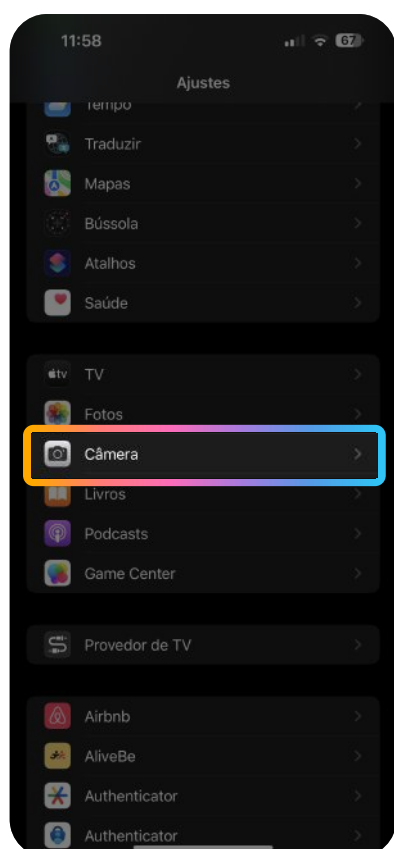 11:58
67
Ajustes
Tempo
Traduzir
Mapas
Bússola
Atalhos
Saúde
tv TV
Fotos
Câmera
Livros
Podcasts
Game Center
Provedor de TV
Airbnb
AliveBe
Authenticator
Authenticator